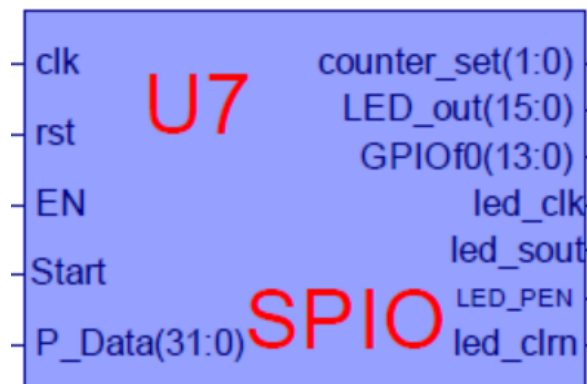 clk
rst
EN
Start
P_Data(31:0)
U7
SPIO
counter_set(1:0)
LED_out(15:0)
GPIOf0(13:0)
led_clk
led_sout
LED_PEN
led_clrn